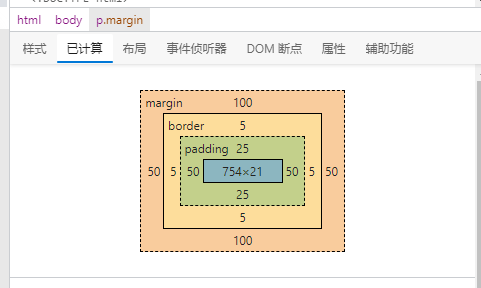 <!DOCTYPE html>
html body p.margin
样式 已计算 布局 事件侦听器 DOM 断点 属性 辅助功能
margin 100
border 5
padding 25
50 5 50 754×21 50 5 50
25
5
100